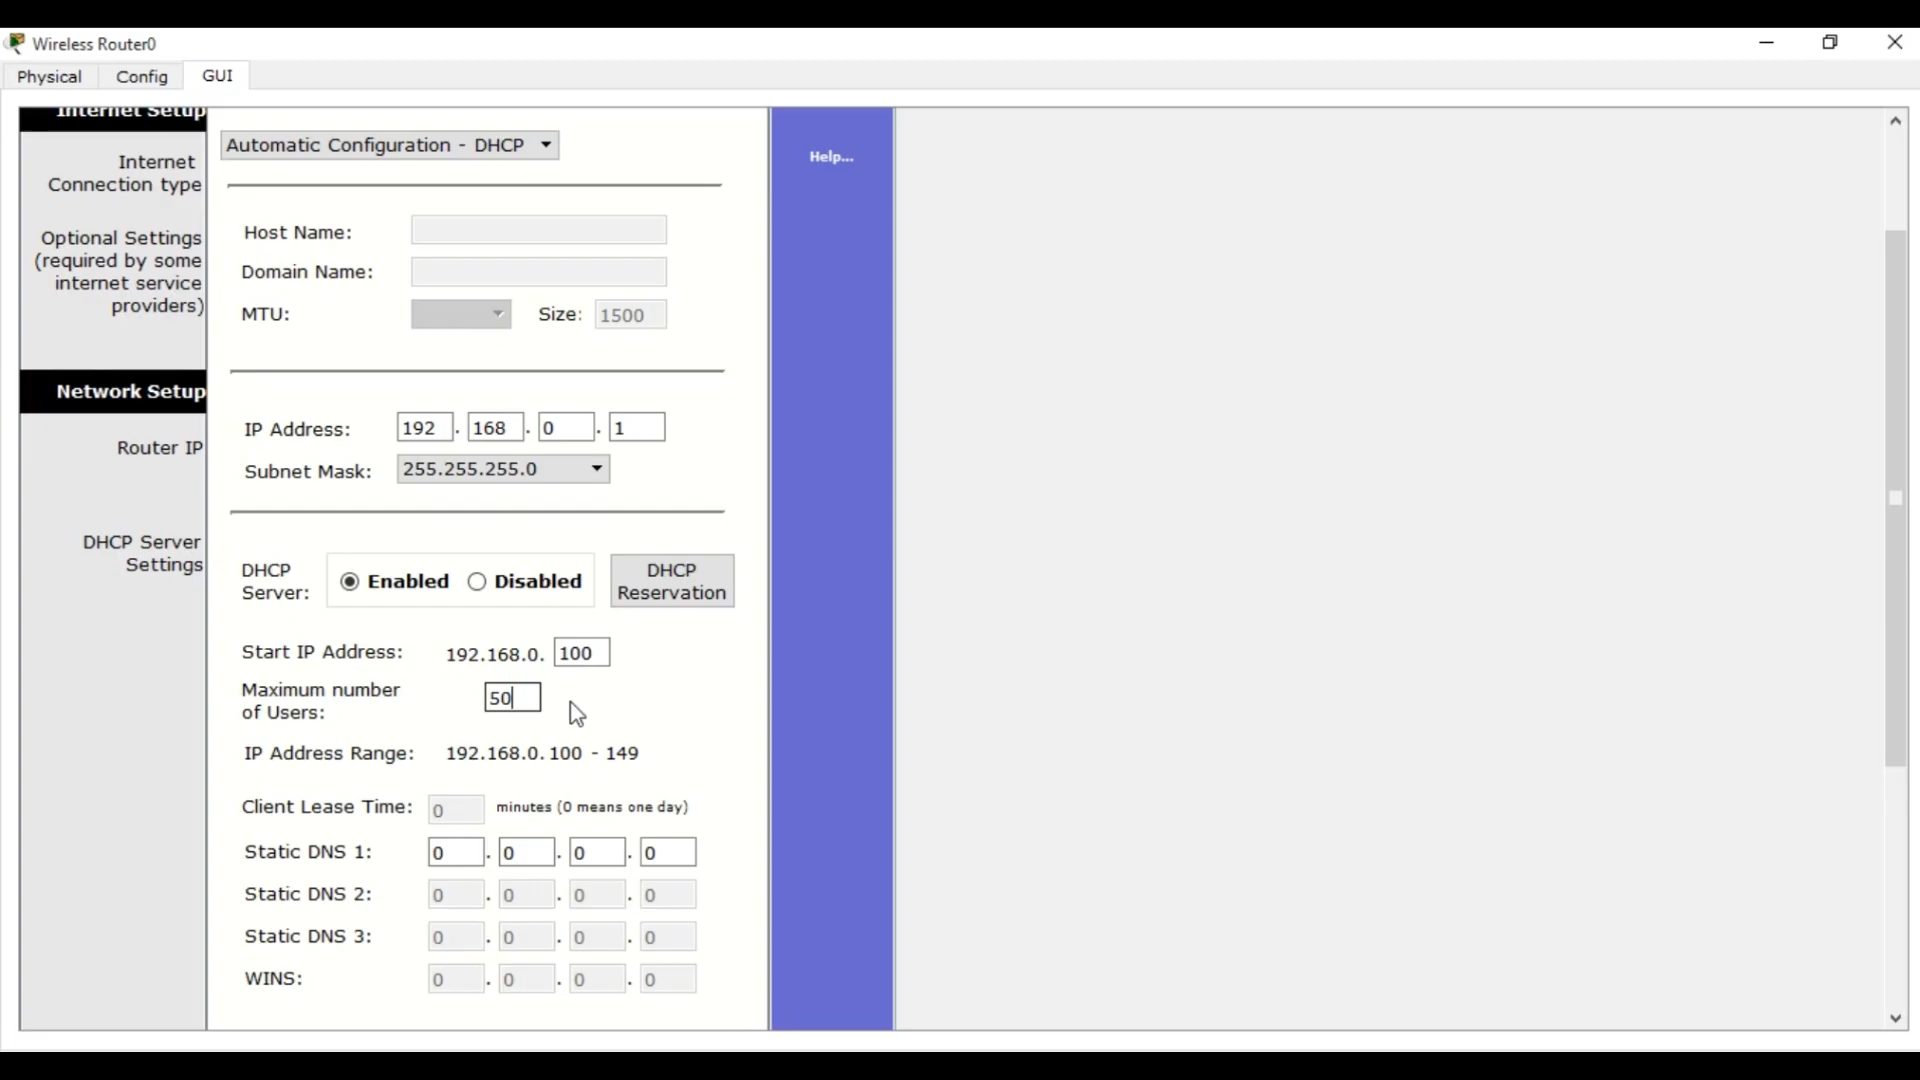 Wireless Router0
Physical Config GUI
Internet Setup
Automatic Configuration - DHCP
Internet
Connection type
Help...
Optional Settings
(required by some
internet service
providers)
Host Name:
Domain Name:
MTU: Size: 1500
Network Setup
Router IP
IP Address: 192 . 168 . 0 . 1
Subnet Mask: 255.255.255.0
DHCP Server
Settings
DHCP
Server: Enabled Disabled
DHCP
Reservation
Start IP Address: 192.168.0. 100
Maximum number
of Users: 50
IP Address Range: 192.168.0.100 - 149
Client Lease Time: 0 minutes (0 means one day)
Static DNS 1: 0 . 0 . 0 . 0
Static DNS 2: 0 . 0 . 0 . 0
Static DNS 3: 0 . 0 . 0 . 0
WINS: 0 . 0 . 0 . 0